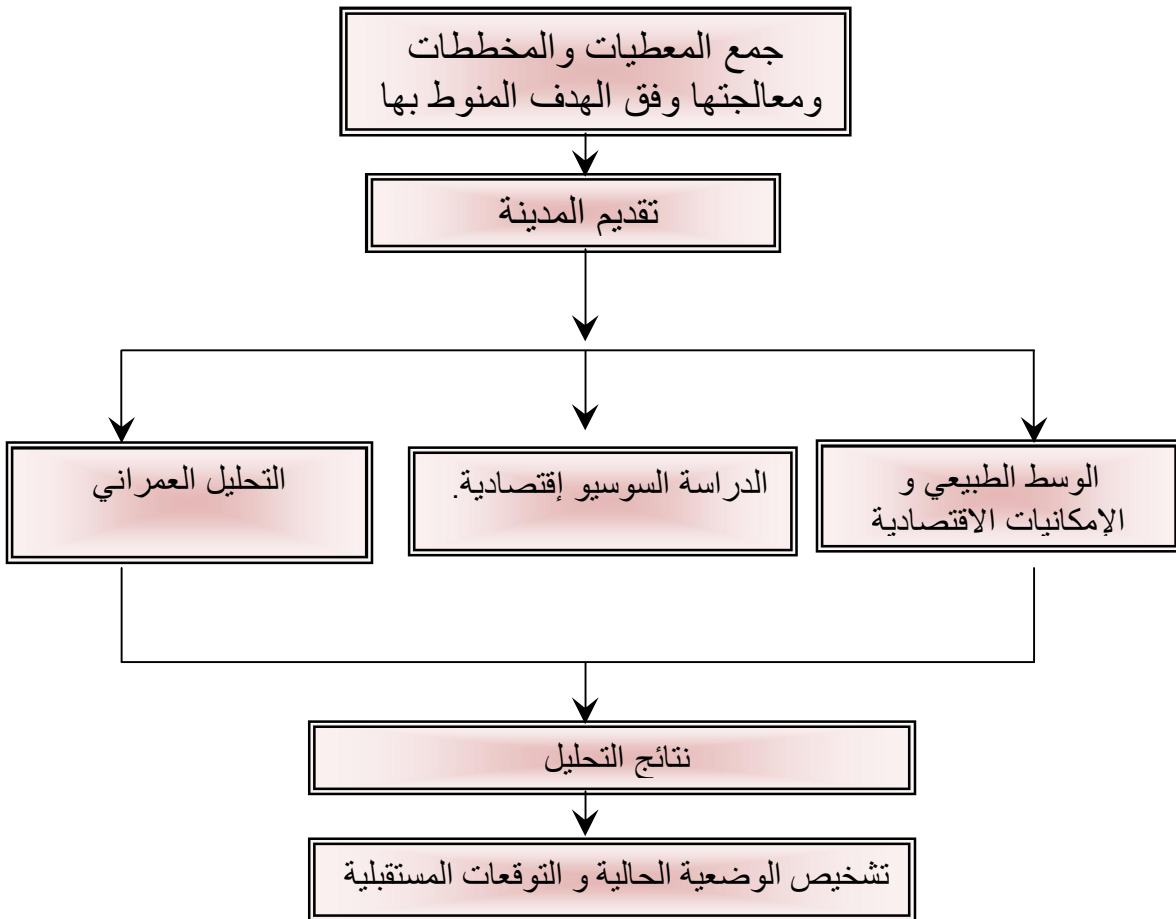 جمع المعطيات والمخططات
ومعالجتها وفق الهدف المنوط بها
تقديم المدينة
الوسط الطبيعي و
الإمكانيات الاقتصادية
الدراسة السوسيو إقتصادية.
التحليل العمراني
نتائج التحليل
تشخيص الوضعية الحالية و التوقعات المستقبلية